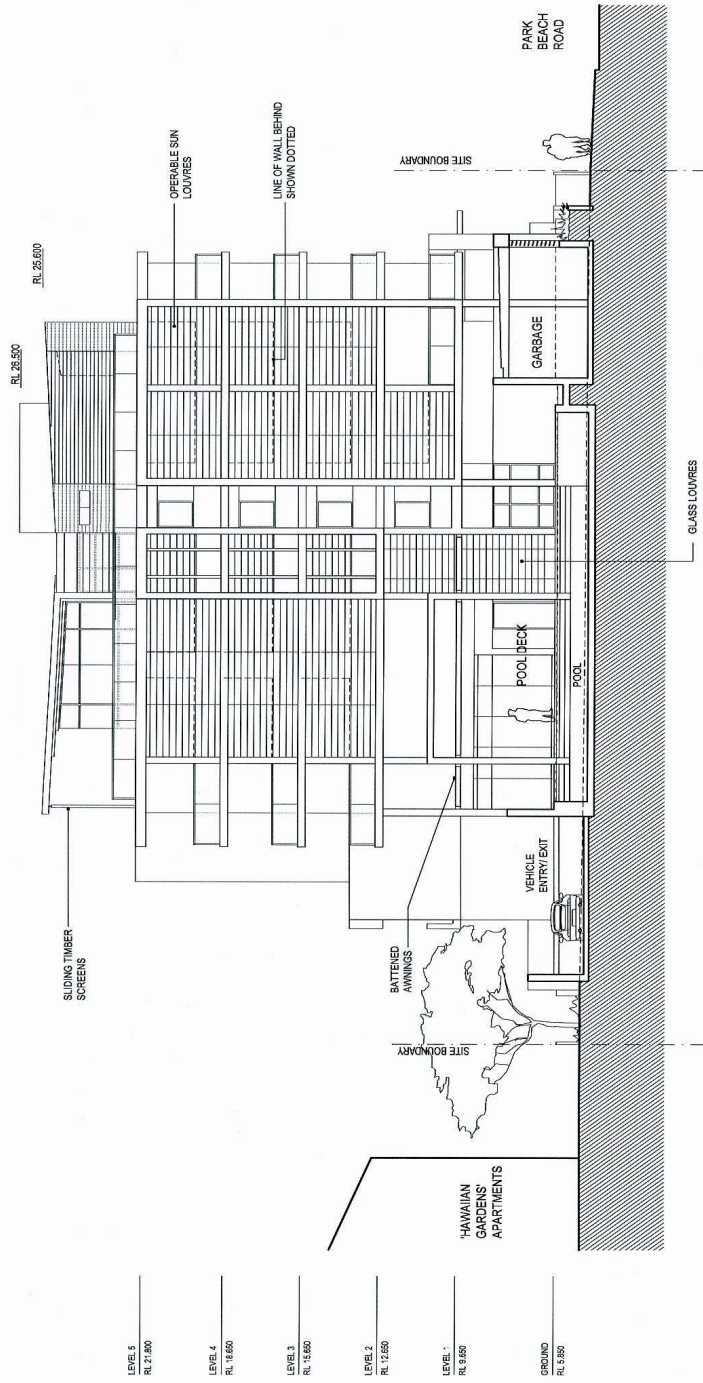 RL 26.500
RL 25.600
SLIDING TIMBER
SCREENS
OPERABLE SUN
LOUVRES
LINE OF WALL BEHIND
SHOWN DOTTED
BATTENED
AWNINGS
SITE BOUNDARY
SITE BOUNDARY
PARK
BEACH
ROAD
'HAWAIIAN
GARDENS'
APARTMENTS
VEHICLE
ENTRY/ EXIT
POOL DECK
POOL
GARBAGE
GLASS LOUVRES
LEVEL 5
RL 21.800
LEVEL 4
RL 18.650
LEVEL 3
RL 15.650
LEVEL 2
RL 12.650
LEVEL 1
RL 9.650
GROUND
RL 5.850